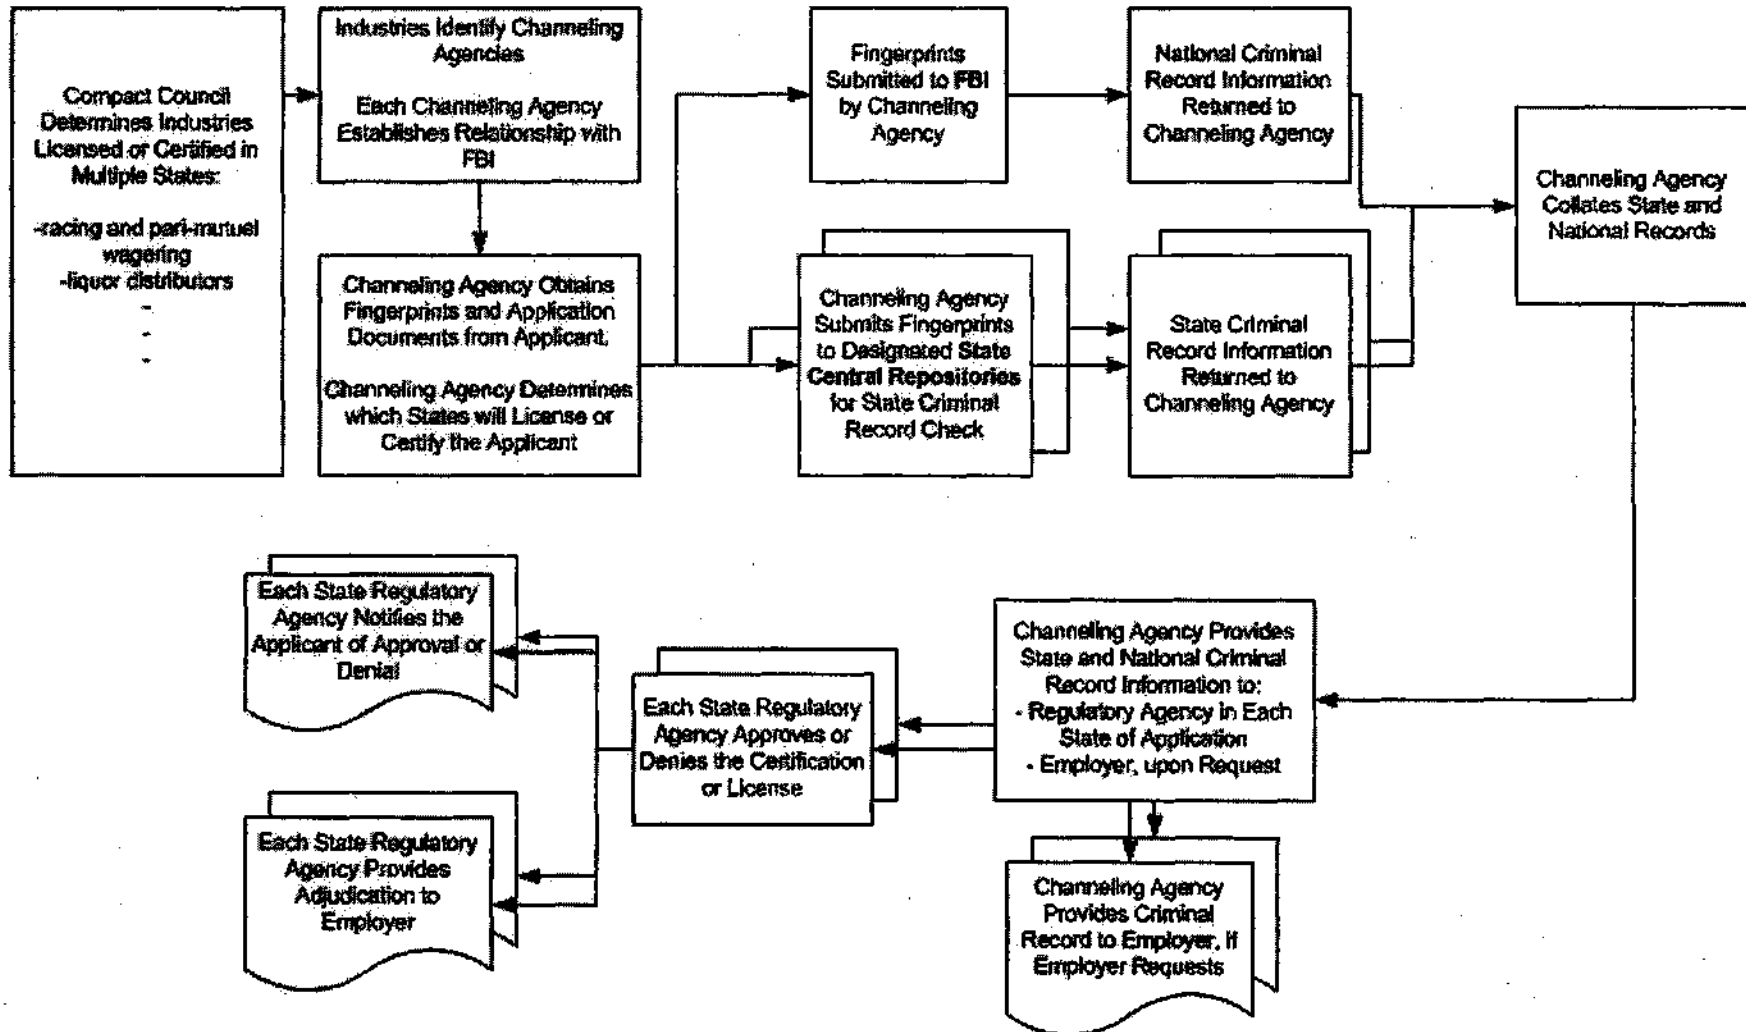 Compact Council
Determines Industries
Licensed or Certified in
Multiple States:
-racing and pari-mutuel
wagering
-liquor distributors
-
-
-
Industries Identify Channeling
Agencies
Each Channeling Agency
Establishes Relationship with
FBI
Channeling Agency Obtains
Fingerprints and Application
Documents from Applicant.
Channeling Agency Determines
which States will License or
Certify the Applicant
Fingerprints
Submitted to FBI
by Channeling
Agency
National Criminal
Record Information
Returned to
Channeling Agency
Channeling Agency
Submits Fingerprints
to Designated State
Central Repositories
for State Criminal
Record Check
State Criminal
Record Information
Returned to
Channeling Agency
Channeling Agency
Collates State and
National Records
Channeling Agency Provides
State and National Criminal
Record Information to:
- Regulatory Agency in Each
State of Application
- Employer, upon Request
Channeling Agency
Provides Criminal
Record to Employer, If
Employer Requests
Each State Regulatory
Agency Approves or
Denies the Certification
or License
Each State Regulatory
Agency Notifies the
Applicant of Approval or
Denial
Each State Regulatory
Agency Provides
Adjudication to
Employer